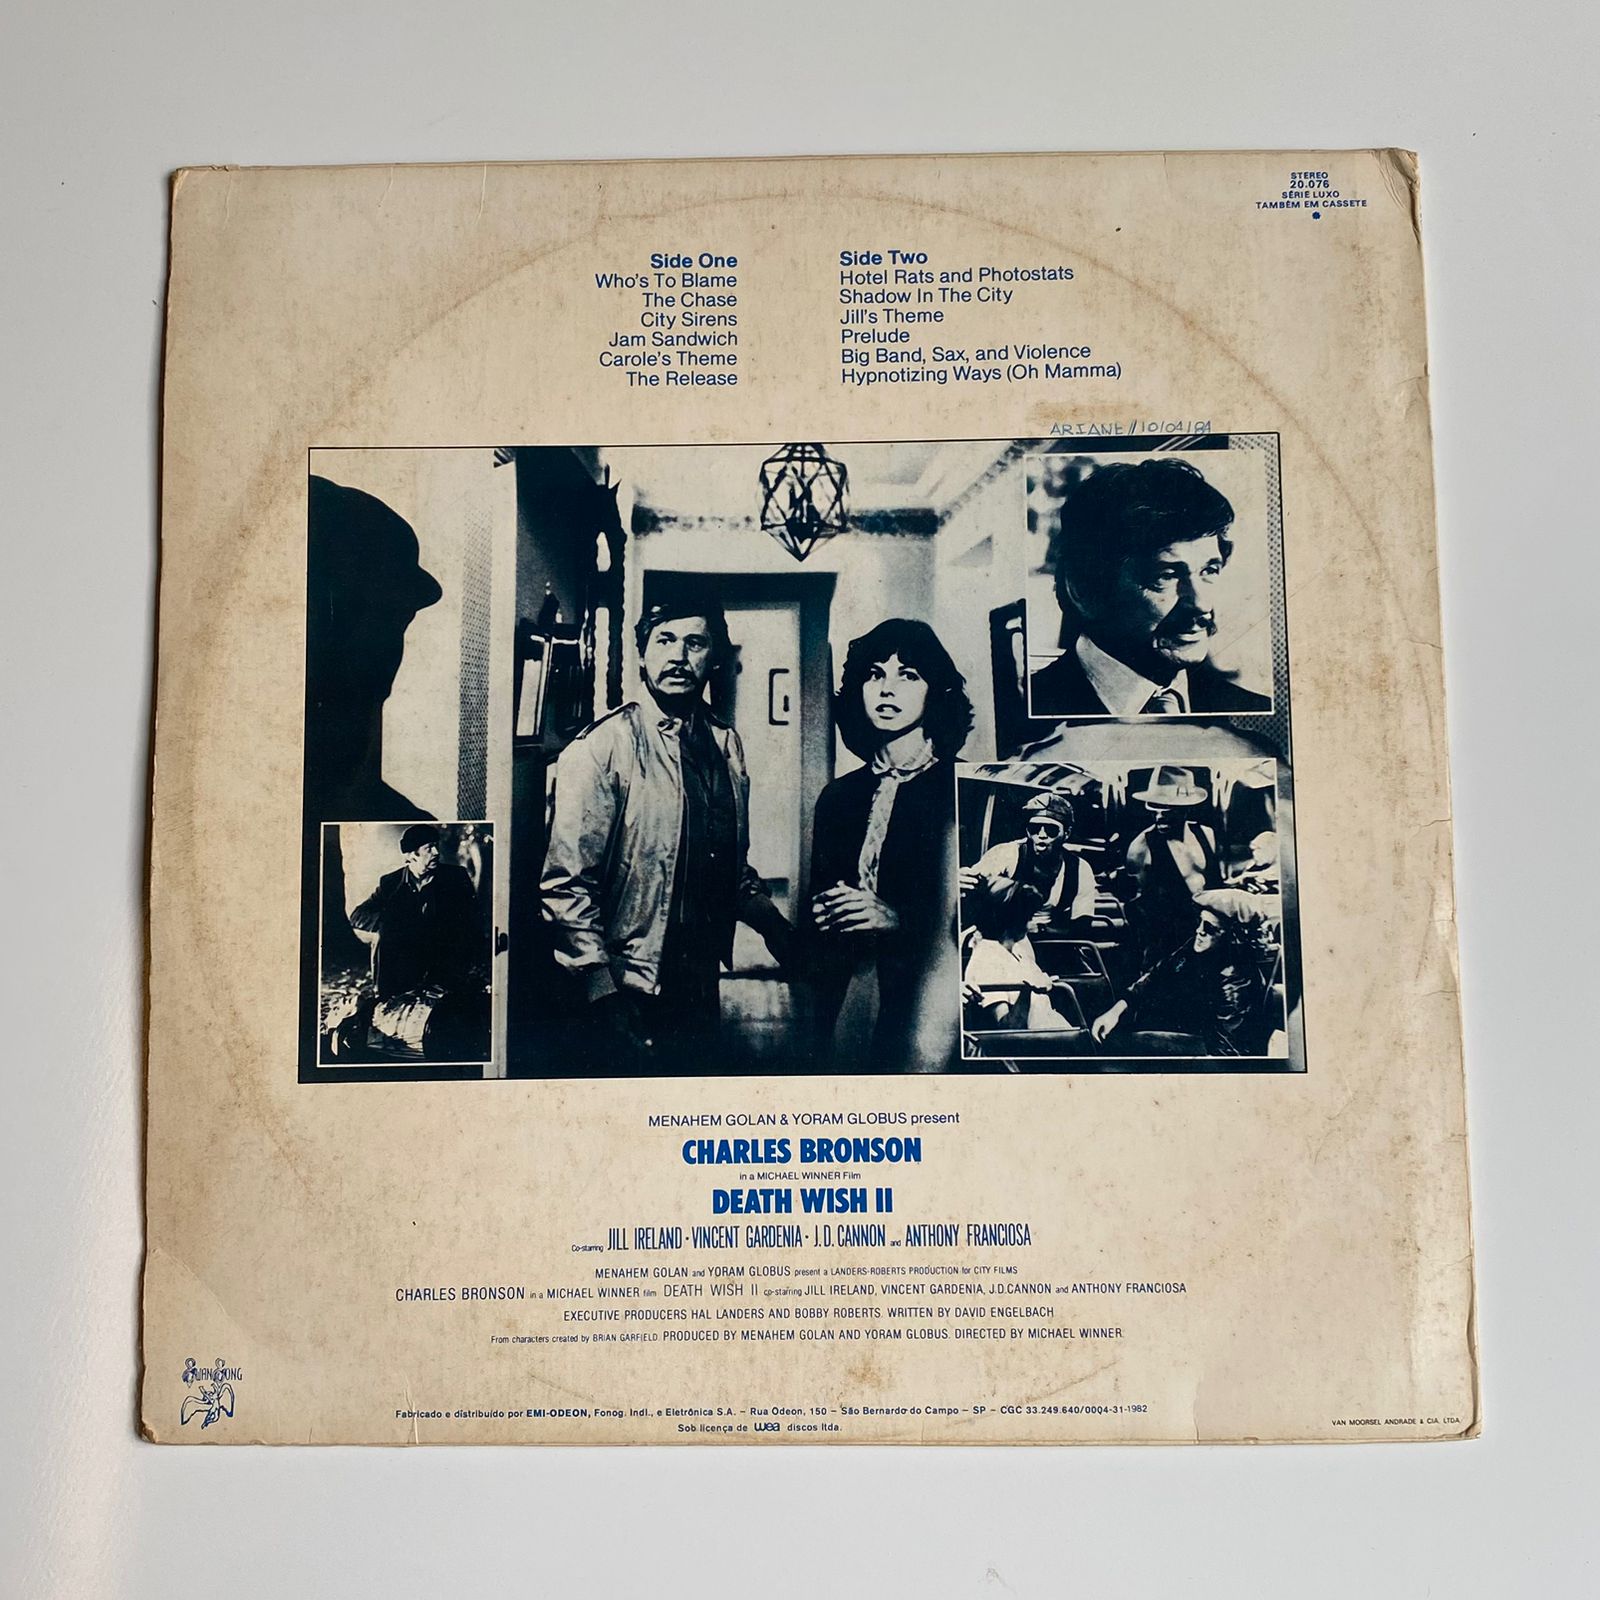 STEREO
20.076
SÉRIE LUXO
TAMBÉM EM CASSETE
Side One
Who's To Blame
The Chase
City Sirens
Jam Sandwich
Carole's Theme
The Release
Side Two
Hotel Rats and Photostats
Shadow In The City
Jill's Theme
Prelude
Big Band, Sax, and Violence
Hypnotizing Ways (Oh Mamma)
ARIANE//10/04/84
MENAHEM GOLAN & YORAM GLOBUS present
CHARLES BRONSON
in a MICHAEL WINNER Film
DEATH WISH II
Co-starring JILL IRELAND · VINCENT GARDENIA · J.D. CANNON and ANTHONY FRANCIOSA
MENAHEM GOLAN and YORAM GLOBUS present a LANDERS-ROBERTS PRODUCTION for CITY FILMS
CHARLES BRONSON in a MICHAEL WINNER film DEATH WISH II co-starring JILL IRELAND, VINCENT GARDENIA, J.D.CANNON and ANTHONY FRANCIOSA
EXECUTIVE PRODUCERS HAL LANDERS AND BOBBY ROBERTS. WRITTEN BY DAVID ENGELBACH
From characters created by BRIAN GARFIELD. PRODUCED BY MENAHEM GOLAN AND YORAM GLOBUS. DIRECTED BY MICHAEL WINNER.
SWAN SONG
Fabricado e distribuído por EMI-ODEON, Fonog. Indl., e Eletrônica S.A. – Rua Odeon, 150 – São Bernardo do Campo – SP – CGC 33.249.640/0004-31-1982
Sob licença de wea discos ltda.
VAN MOORSEL ANDRADE & CIA. LTDA.